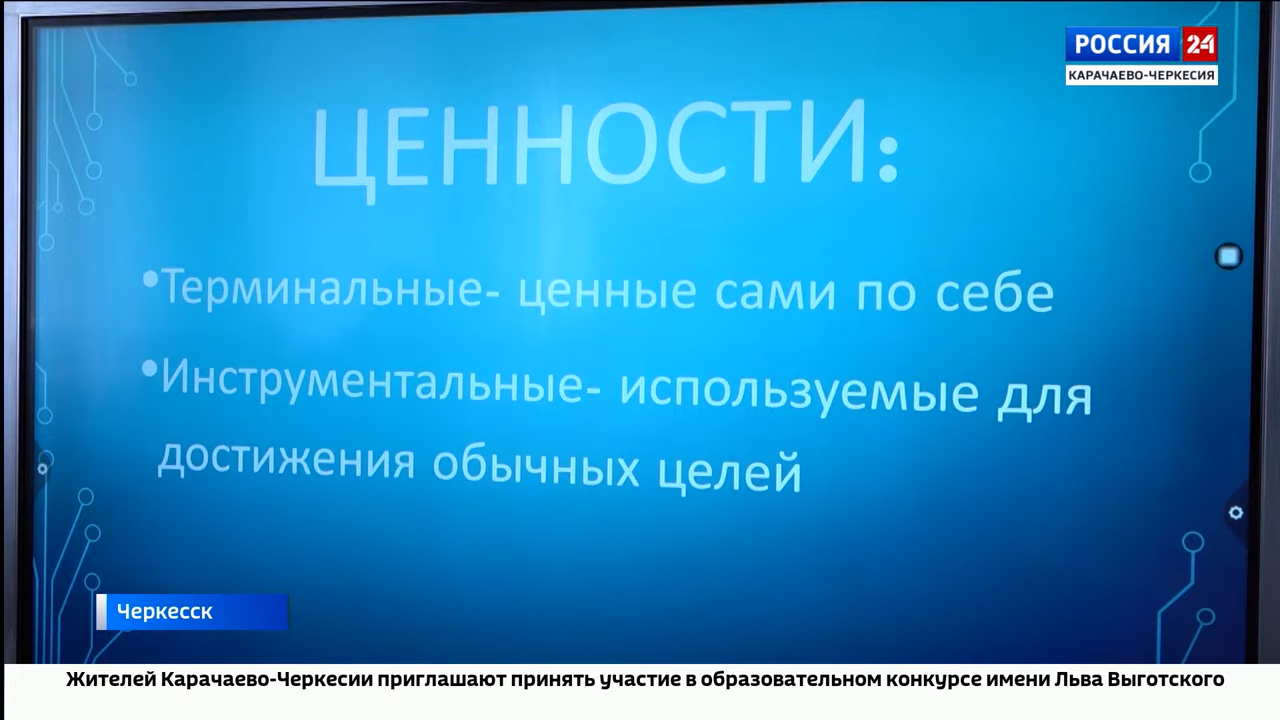 РОССИЯ 24
КАРАЧАЕВО-ЧЕРКЕСИЯ
ЦЕННОСТИ:
•Терминальные- ценные сами по себе
•Инструментальные- используемые для
достижения обычных целей
Черкесск
Жителей Карачаево-Черкесии приглашают принять участие в образовательном конкурсе имени Льва Выготского